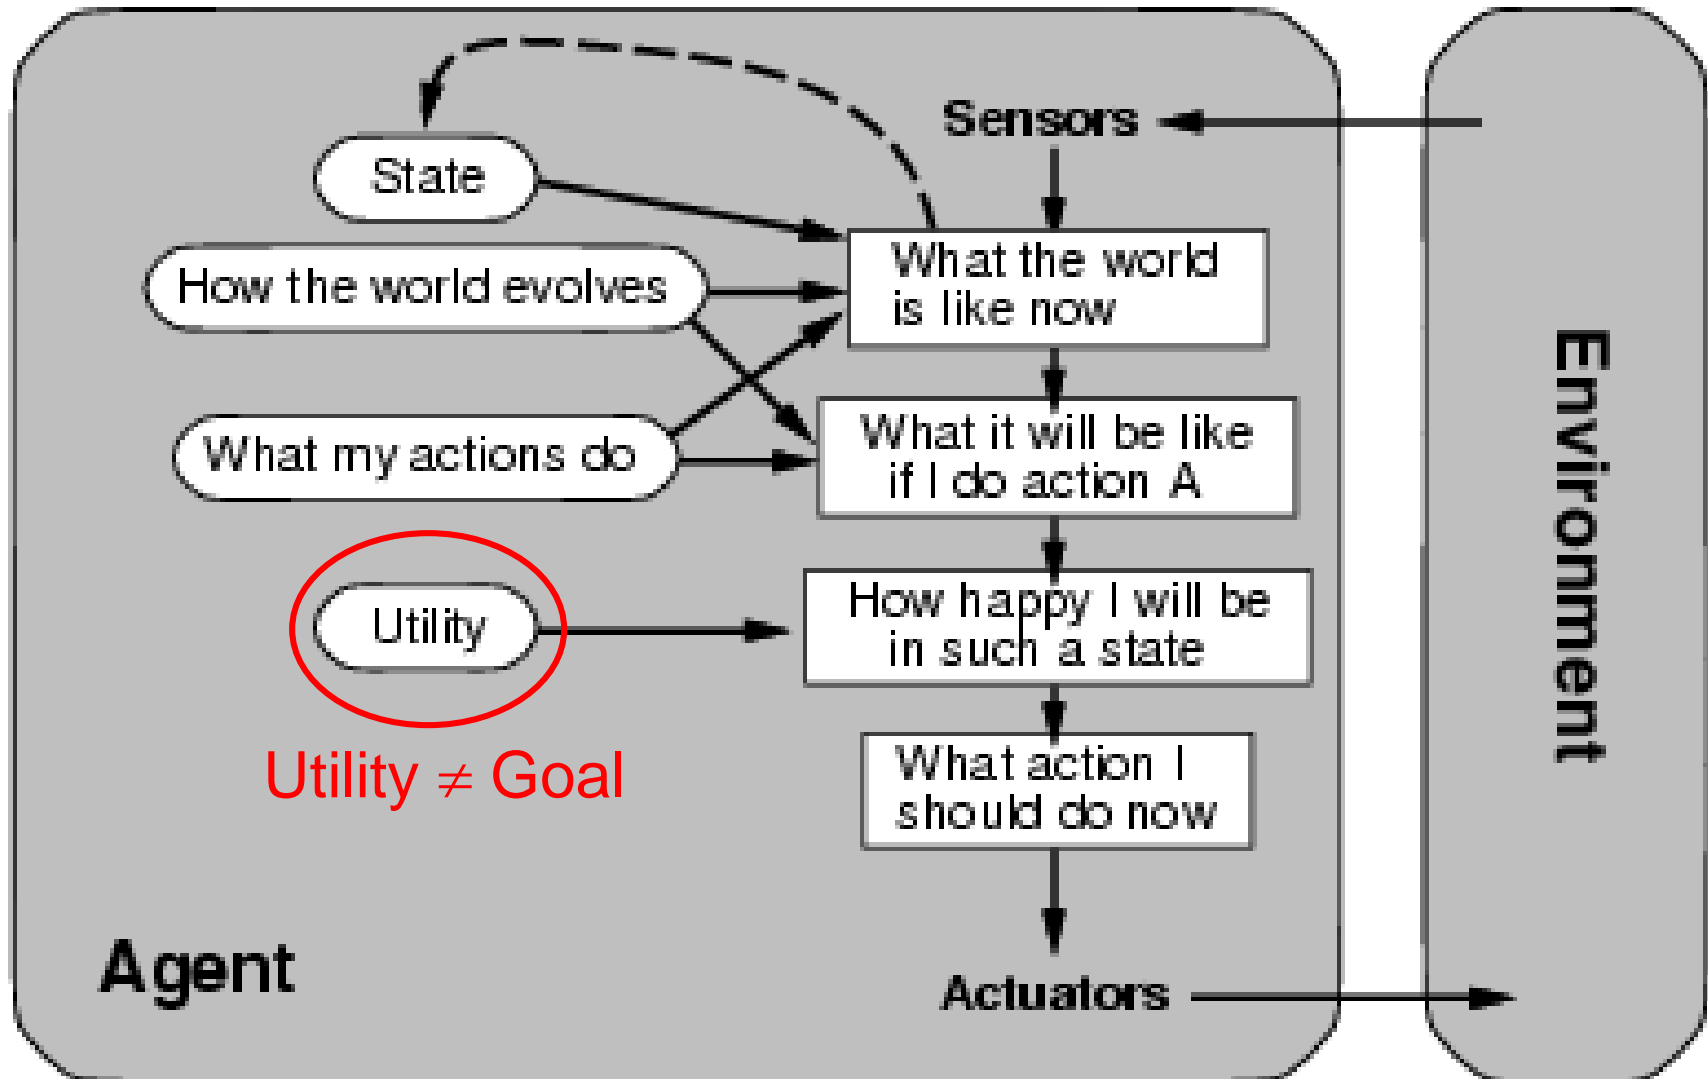 Sensors
State
What the world
is like now
How the world evolves
What it will be like
if I do action A
What my actions do
How happy I will be
in such a state
Utility
Utility ≠ Goal
What action I
should do now
Agent
Actuators
Environment